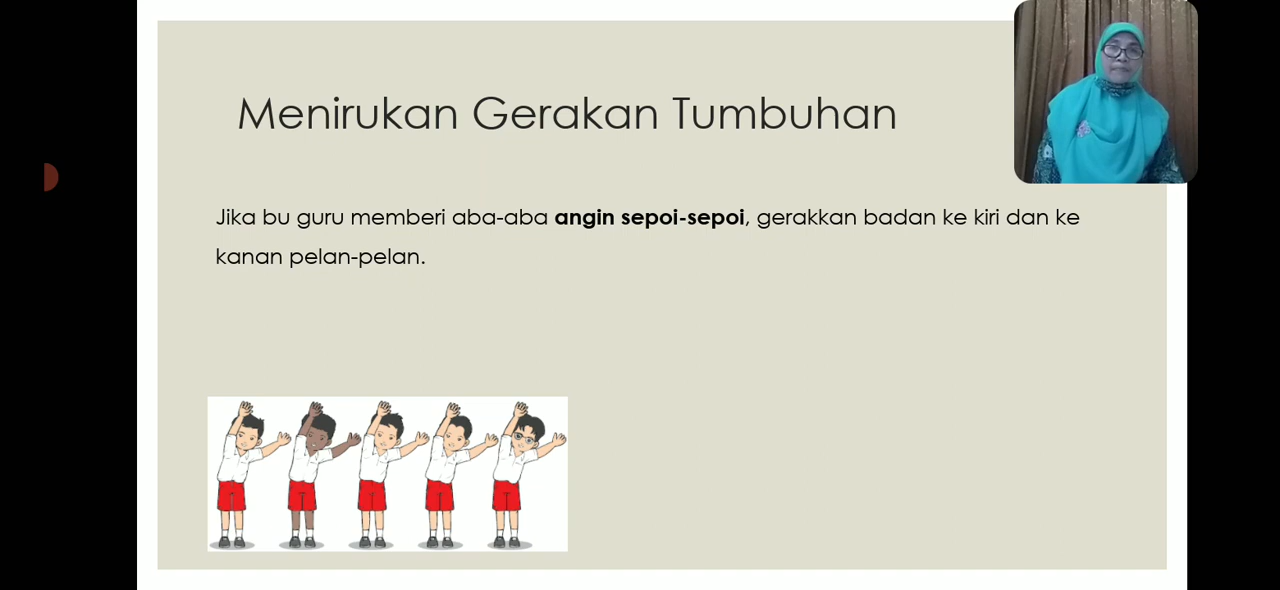 Menirukan Gerakan Tumbuhan
Jika bu guru memberi aba-aba angin sepoi-sepoi, gerakkan badan ke kiri dan ke
kanan pelan-pelan.